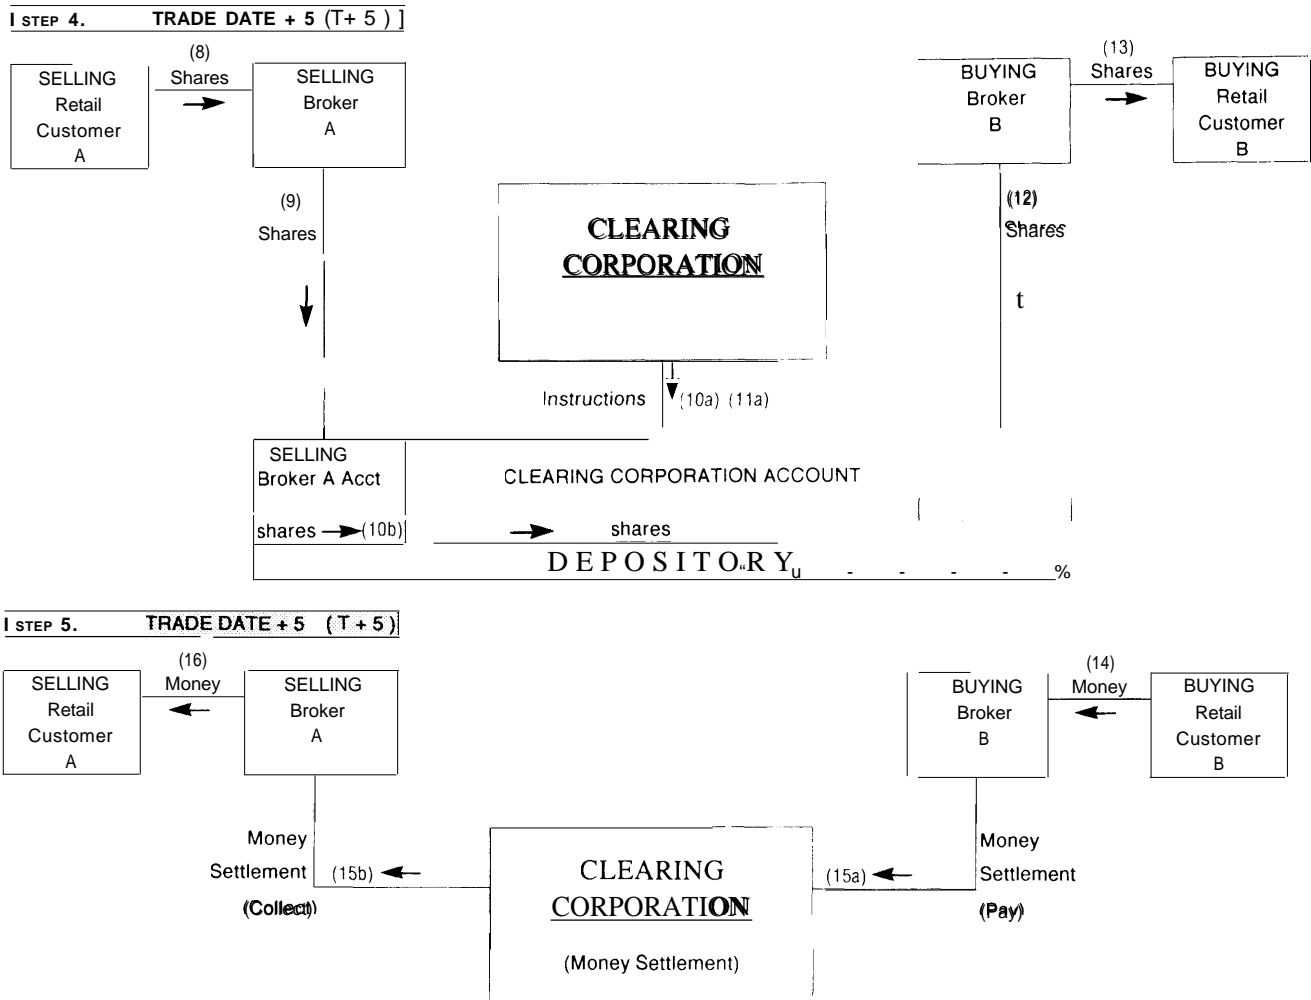 I STEP 4. TRADE DATE + 5 (T+ 5 ) ]
(8)
Shares
SELLING
Retail
Customer
A
SELLING
Broker
A
BUYING
Broker
B
(13)
Shares
BUYING
Retail
Customer
B
(9)
Shares
CLEARING
CORPORATION
(12)
Shares
t
Instructions (10a) (11a)
SELLING
Broker A Acct
shares (10b)
CLEARING CORPORATION ACCOUNT
shares
DEPOSITO“RY u - - - - %
I STEP 5. TRADE DATE + 5 ( T + 5 )
(16)
Money
SELLING
Retail
Customer
A
SELLING
Broker
A
BUYING
Broker
B
(14)
Money
BUYING
Retail
Customer
B
Money
Settlement (15b)
(Collect)
CLEARING
CORPORATION
(Money Settlement)
(15a)
Money
Settlement
(Pay)